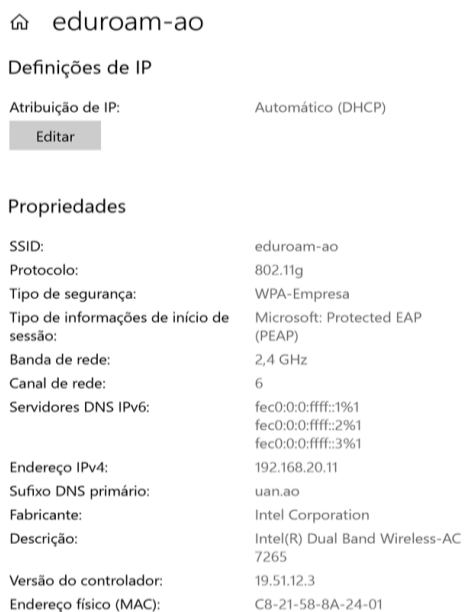 eduroam-ao
Definições de IP
Atribuição de IP: Automático (DHCP)
Editar
Propriedades
SSID: eduroam-ao
Protocolo: 802.11g
Tipo de segurança: WPA-Empresa
Tipo de informações de início de sessão: Microsoft: Protected EAP (PEAP)
Banda de rede: 2,4 GHz
Canal de rede: 6
Servidores DNS IPv6: fec0:0:0:ffff::1%1
fec0:0:0:ffff::2%1
fec0:0:0:ffff::3%1
Endereço IPv4: 192.168.20.11
Sufixo DNS primário: uan.ao
Fabricante: Intel Corporation
Descrição: Intel(R) Dual Band Wireless-AC 7265
Versão do controlador: 19.51.12.3
Endereço físico (MAC): C8-21-58-8A-24-01